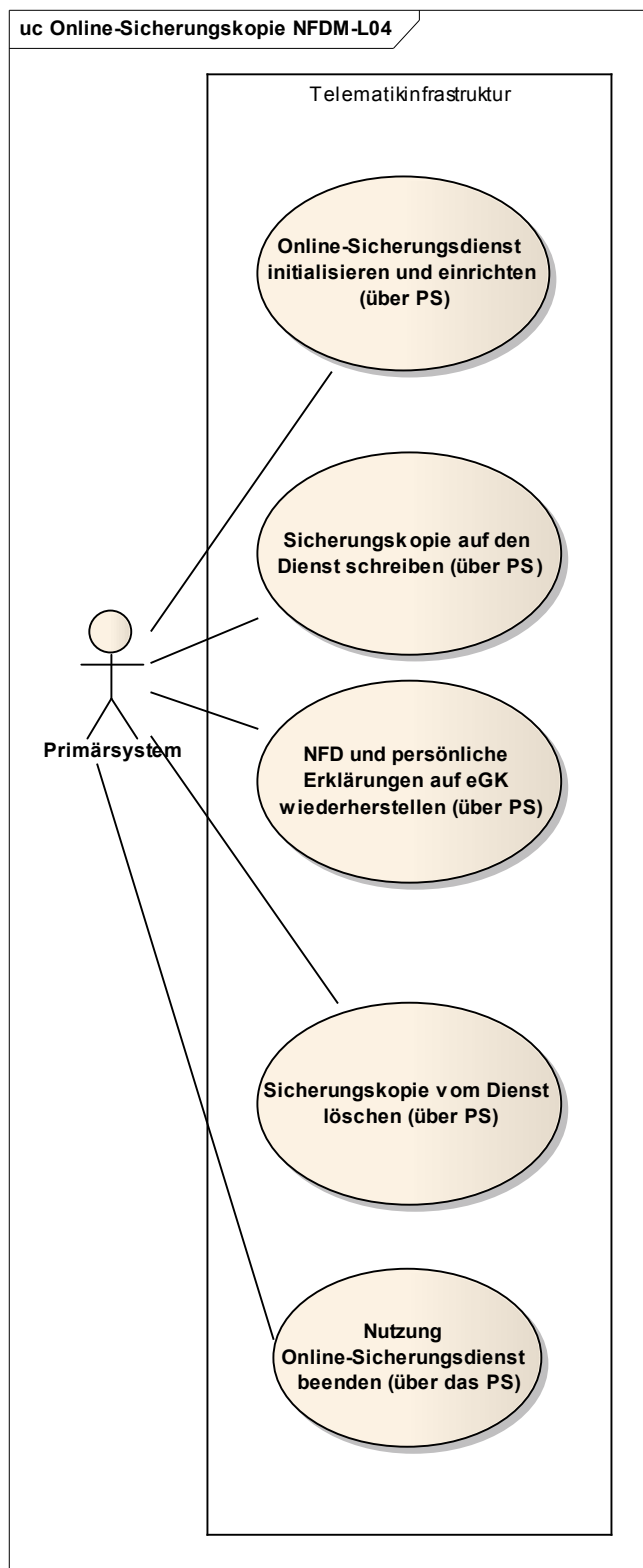 uc Online-Sicherungskopie NFDM-L04
Telematikinfrastruktur
Online-Sicherungsdienst
initialisieren und einrichten
(über PS)
Sicherungskopie auf den
Dienst schreiben (über PS)
Primärsystem
NFD und persönliche
Erklärungen auf eGK
wiederherstellen (über PS)
Sicherungskopie vom Dienst
löschen (über PS)
Nutzung
Online-Sicherungsdienst
beenden (über das PS)